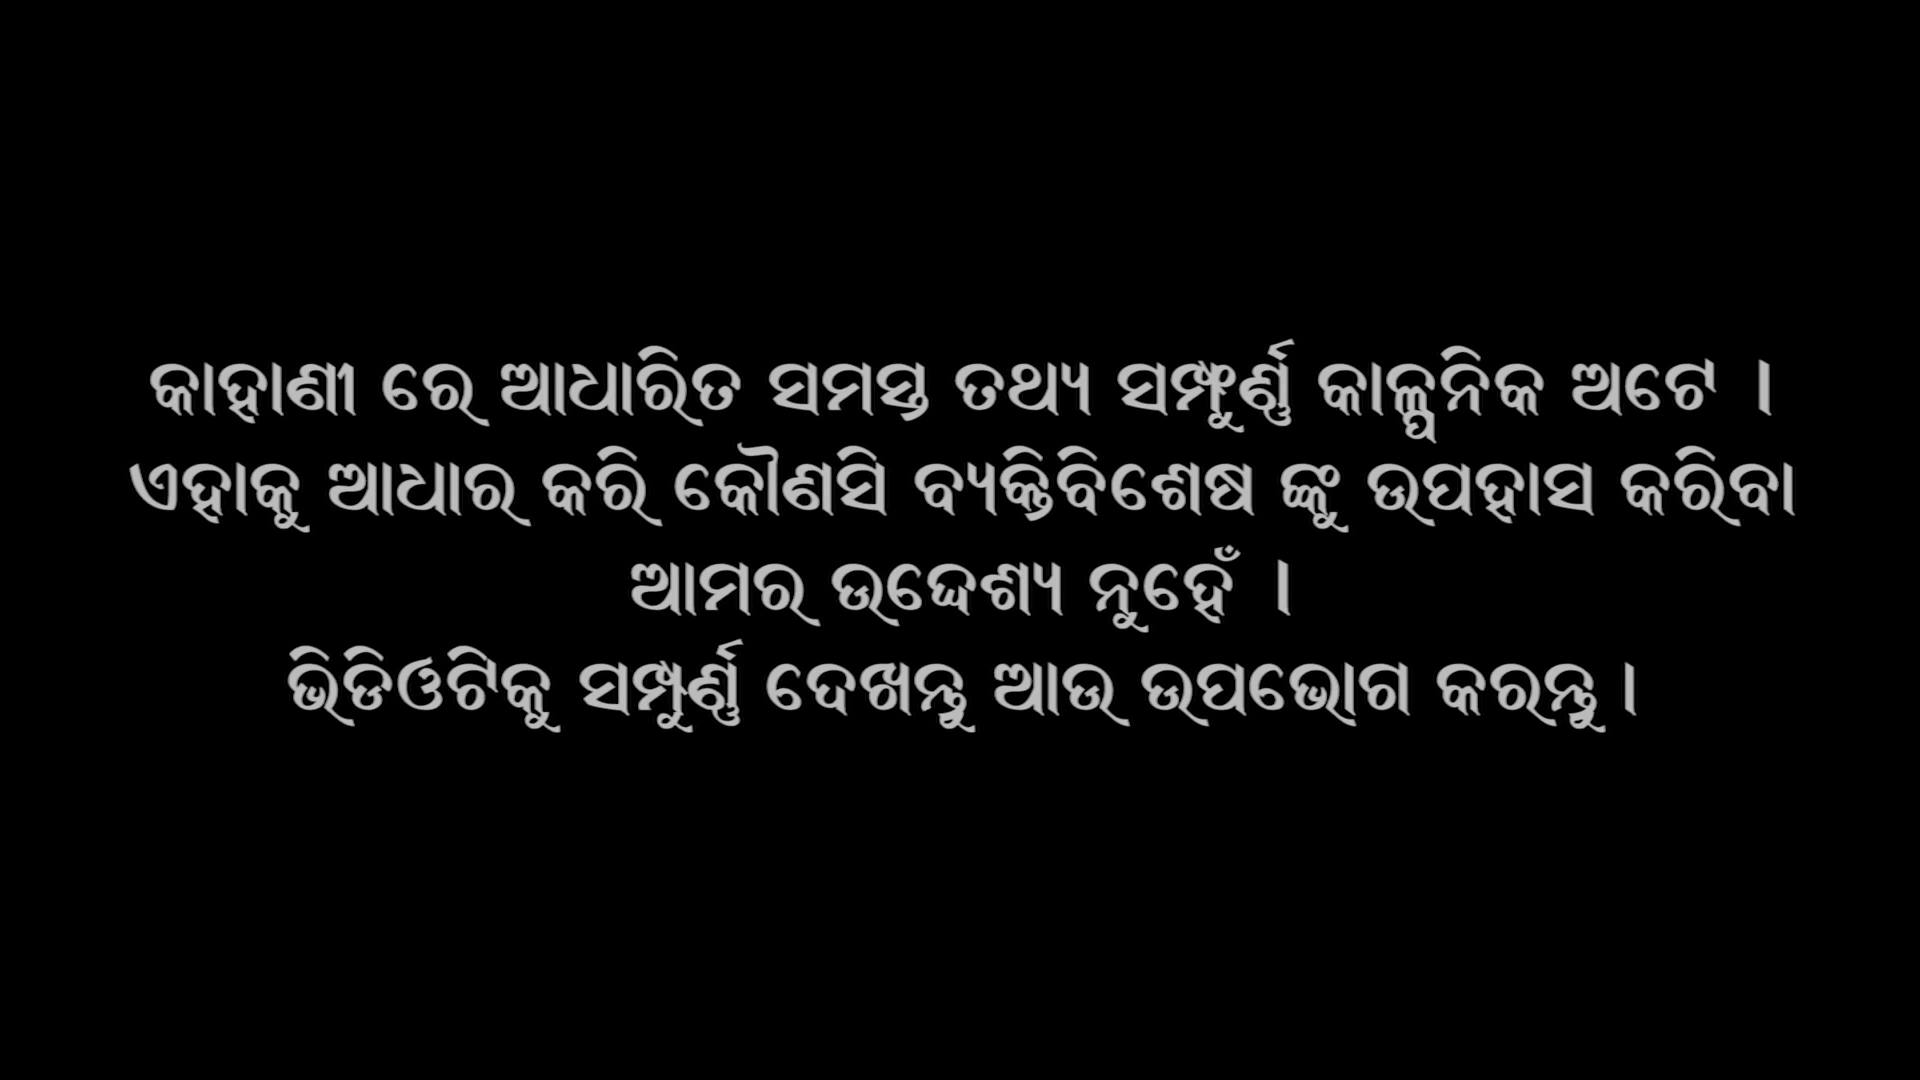 କାହାଣୀ ରେ ଆଧାରିତ ସମସ୍ତ ତଥ୍ୟ ସମ୍ଫୁର୍ଣ୍ଣ କାଳ୍ପନିକ ଅଟେ ।
ଏହାକୁ ଆଧାର କରି କୌଣସି ବ୍ୟକ୍ତିବିଶେଷ ଙ୍କୁ ଉପହାସ କରିବା
ଆମର ଉଦ୍ଦେଶ୍ୟ ନୁହେଁ ।
ଭିଡିଓଟିକୁ ସମ୍ପୁର୍ଣ୍ଣ ଦେଖନ୍ତୁ ଆଉ ଉପଭୋଗ କରନ୍ତୁ ।